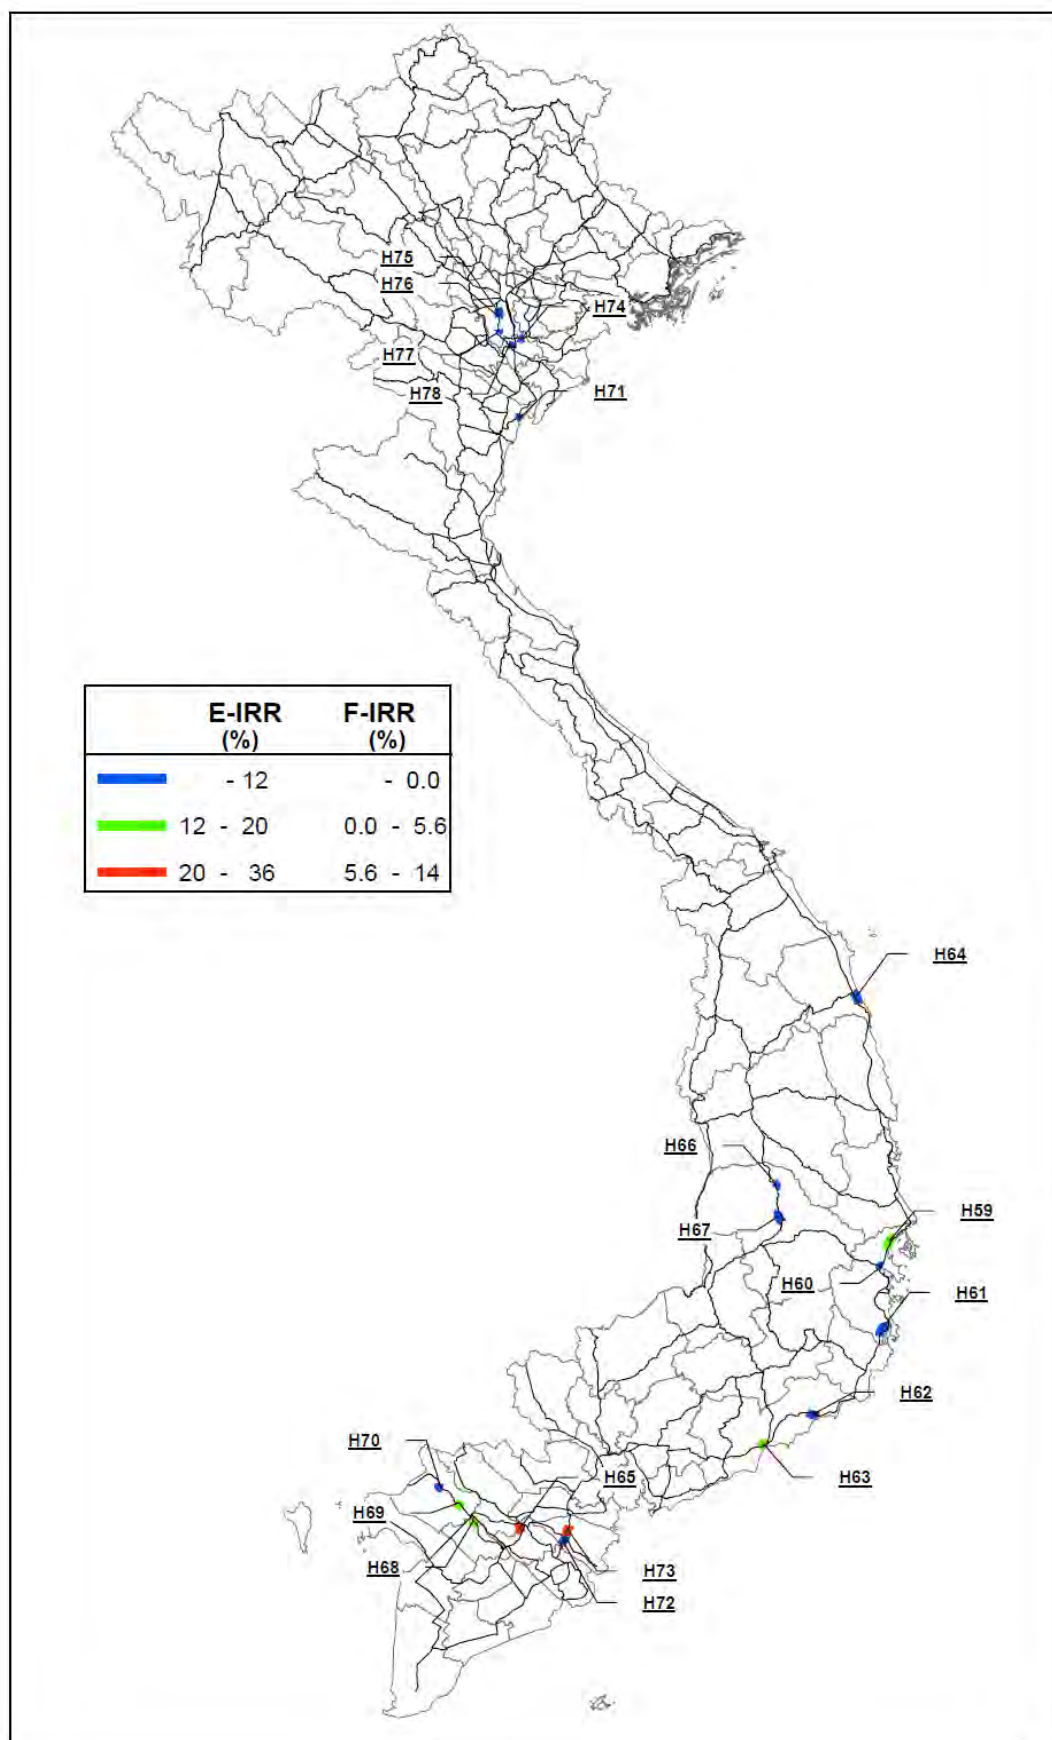 H75
H76
H74
H77
H78
H71
E-IRR F-IRR
(%) (%)
- 12 - 0.0
12 - 20 0.0 - 5.6
20 - 36 5.6 - 14
H64
H66
H59
H67
H60
H61
H62
H70
H65
H63
H69
H68
H73
H72